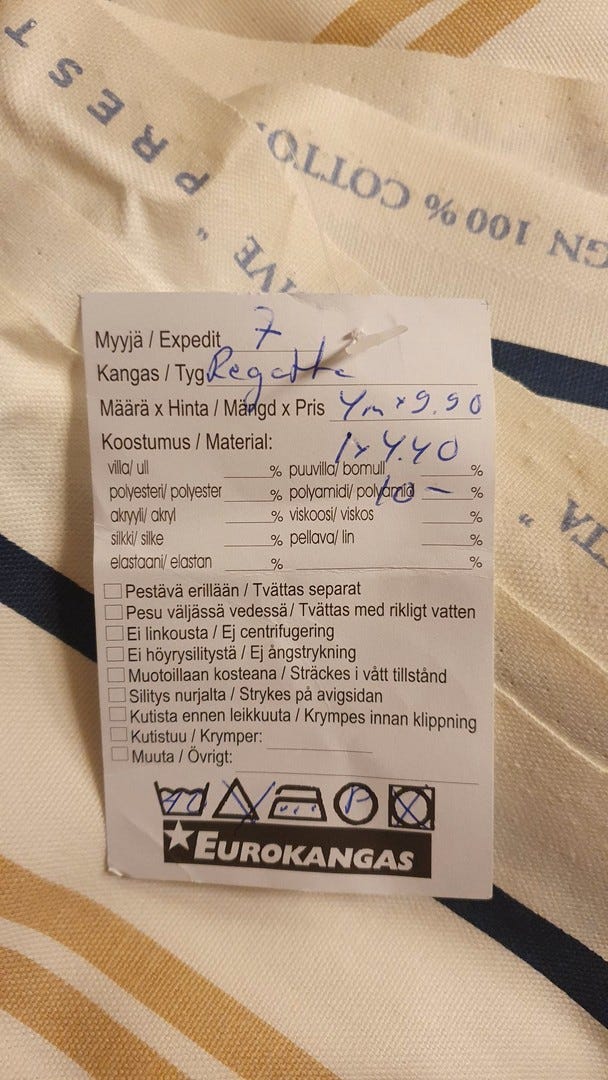 PREST
GN 100% COTTO
IVE "
TA "
Myyjä / Expedit 7
Kangas / Tyg Regatta
Määrä x Hinta / Mängd x Pris 4m x 9.90
Koostumus / Material: 1 x 4.40
villa/ ull % puuvilla/ bomull %
polyesteri/ polyester % polyamidi/ polyamid 10 - %
akryyli/ akryl % viskoosi/ viskos %
silkki/ silke % pellava/ lin %
elastaani/ elastan % %
Pestävä erillään / Tvättas separat
Pesu väljässä vedessä / Tvättas med rikligt vatten
Ei linkousta / Ej centrifugering
Ei höyrysilitystä / Ej ångstrykning
Muotoillaan kosteana / Sträckes i vått tillstånd
Silitys nurjalta / Strykes på avigsidan
Kutista ennen leikkuuta / Krympes innan klippning
Kutistuu / Krymper:
Muuta / Övrigt:
40 P
EUROKANGAS